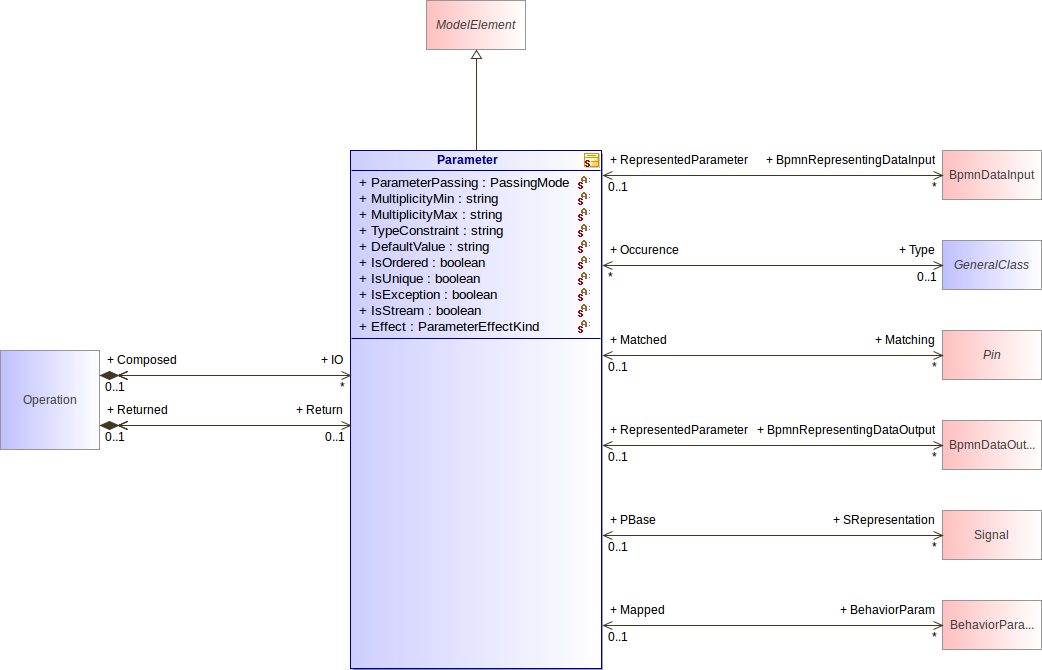 ModelElement
Parameter
+ ParameterPassing : PassingMode
+ MultiplicityMin : string
+ MultiplicityMax : string
+ TypeConstraint : string
+ DefaultValue : string
+ IsOrdered : boolean
+ IsUnique : boolean
+ IsException : boolean
+ IsStream : boolean
+ Effect : ParameterEffectKind
+ RepresentedParameter + BpmnRepresentingDataInput
0..1 *
BpmnDataInput
+ Occurence + Type
* 0..1
GeneralClass
+ Matched + Matching
0..1 *
Pin
+ RepresentedParameter + BpmnRepresentingDataOutput
0..1 *
BpmnDataOut...
+ PBase + SRepresentation
0..1 *
Signal
+ Mapped + BehaviorParam
0..1 *
BehaviorPara...
Operation
+ Composed + IO
0..1 *
+ Returned + Return
0..1 0..1